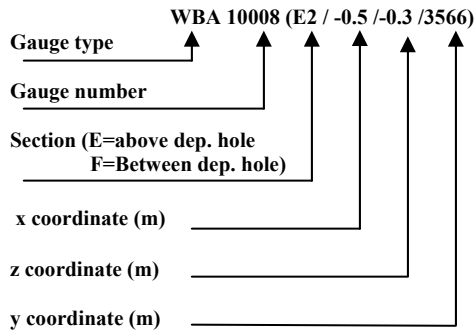 WBA 10008 (E2 / -0.5 /-0.3 /3566)
Gauge type
Gauge number
Section (E=above dep. hole
F=Between dep. hole)
x coordinate (m)
z coordinate (m)
y coordinate (m)